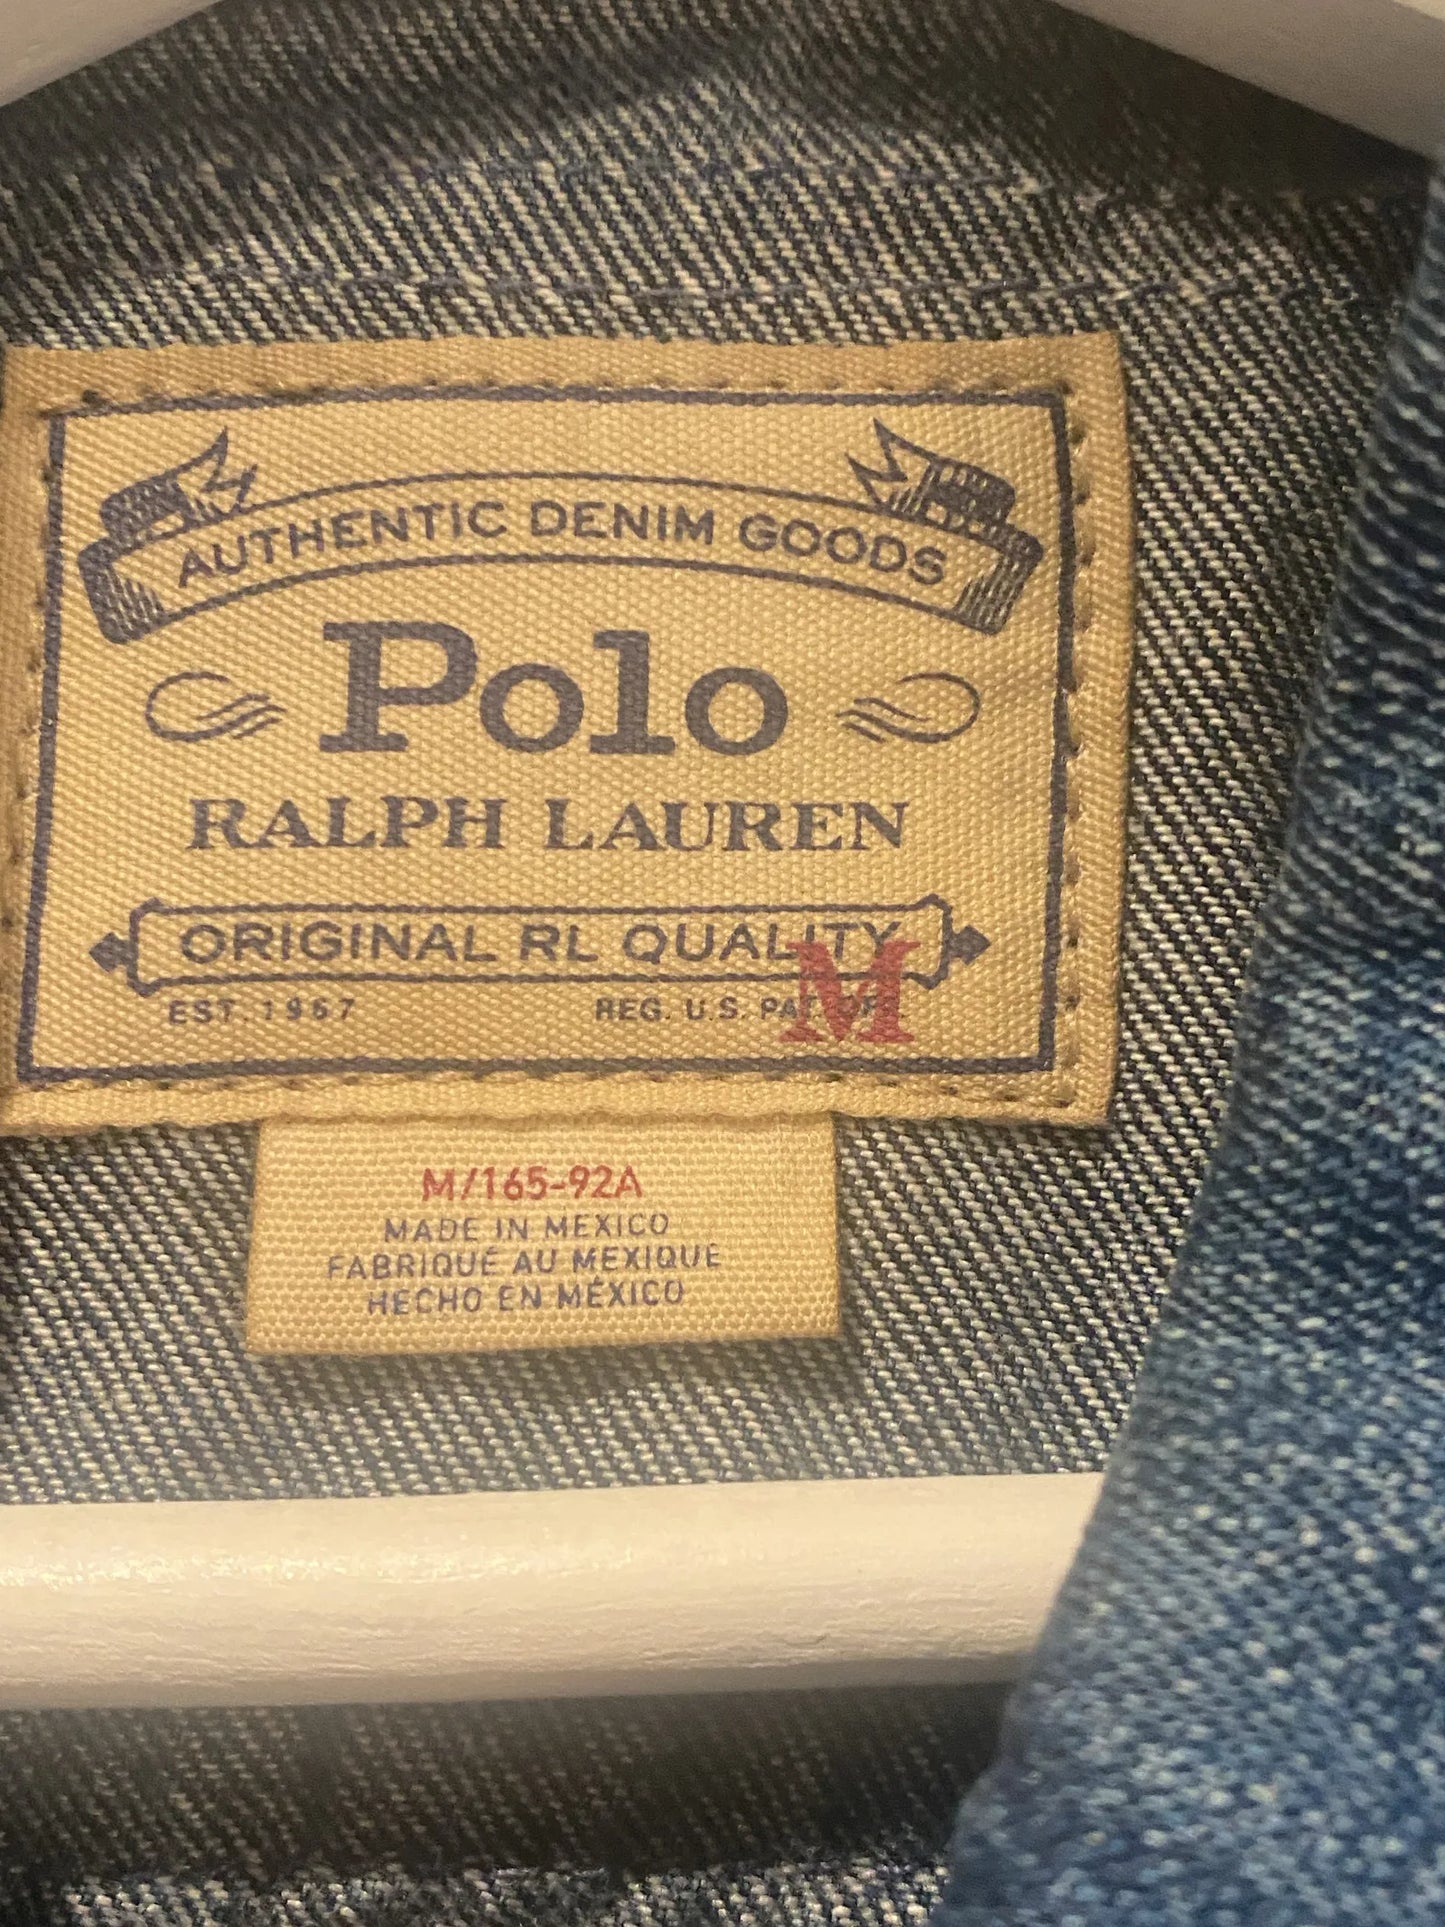 AUTHENTIC DENIM GOODS
Polo
RALPH LAUREN
ORIGINAL RL QUALITY
EST. 1967 REG. U.S. PAT. OFF.
M
M/165-92A
MADE IN MEXICO
FABRIQUÉ AU MEXIQUE
HECHO EN MÉXICO